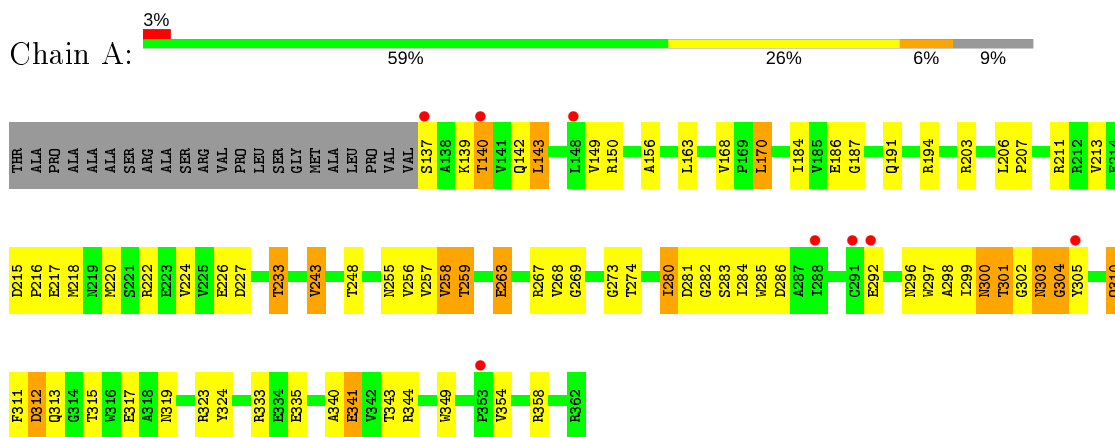 3%
Chain A:
59% 26% 6% 9%
THR ALA PRO ALA ALA ALA SER ARG ALA SER ARG VAL PRO LEU SER GLY MET ALA LEU PRO VAL VAL S137 A138 K139 T140 V141 Q142 L143 L148 V149 R150 A156 L163 V168 P169 L170 I184 V185 E186 G187 Q191 R194 R203 L206 P207 R211 R212 V213
D215 P216 E217 M218 N219 M220 S221 R222 E223 V224 V225 E226 D227 T233 V243 T248 N255 V256 V257 V258 T259 E263 R267 V268 G269 G273 T274 I280 D281 G282 S283 I284 W285 D286 A287 I288 C291 E292 N296 W297 A298 I299 N300 T301 G302 N303 G304 Y305
F311 D312 Q313 G314 T315 W316 E317 A318 N319 R323 Y324 R333 E334 E335 A340 E341 V342 T343 R344 W349 P353 V354 R358 R362